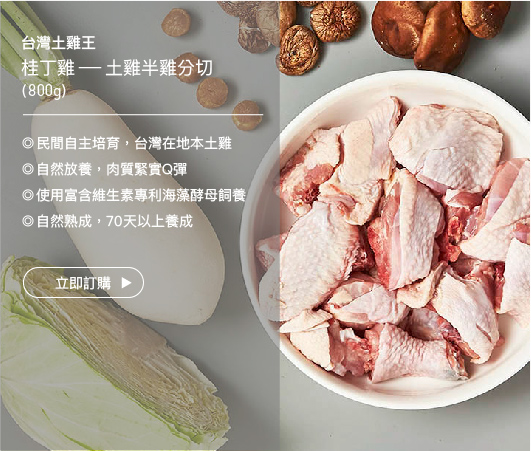 台灣土雞王
桂丁雞 — 土雞半雞分切
(800g)
◎民間自主培育，台灣在地本土雞
◎自然放養，肉質緊實Q彈
◎使用富含維生素專利海藻酵母飼養
◎自然熟成，70天以上養成
立即訂購 ▶